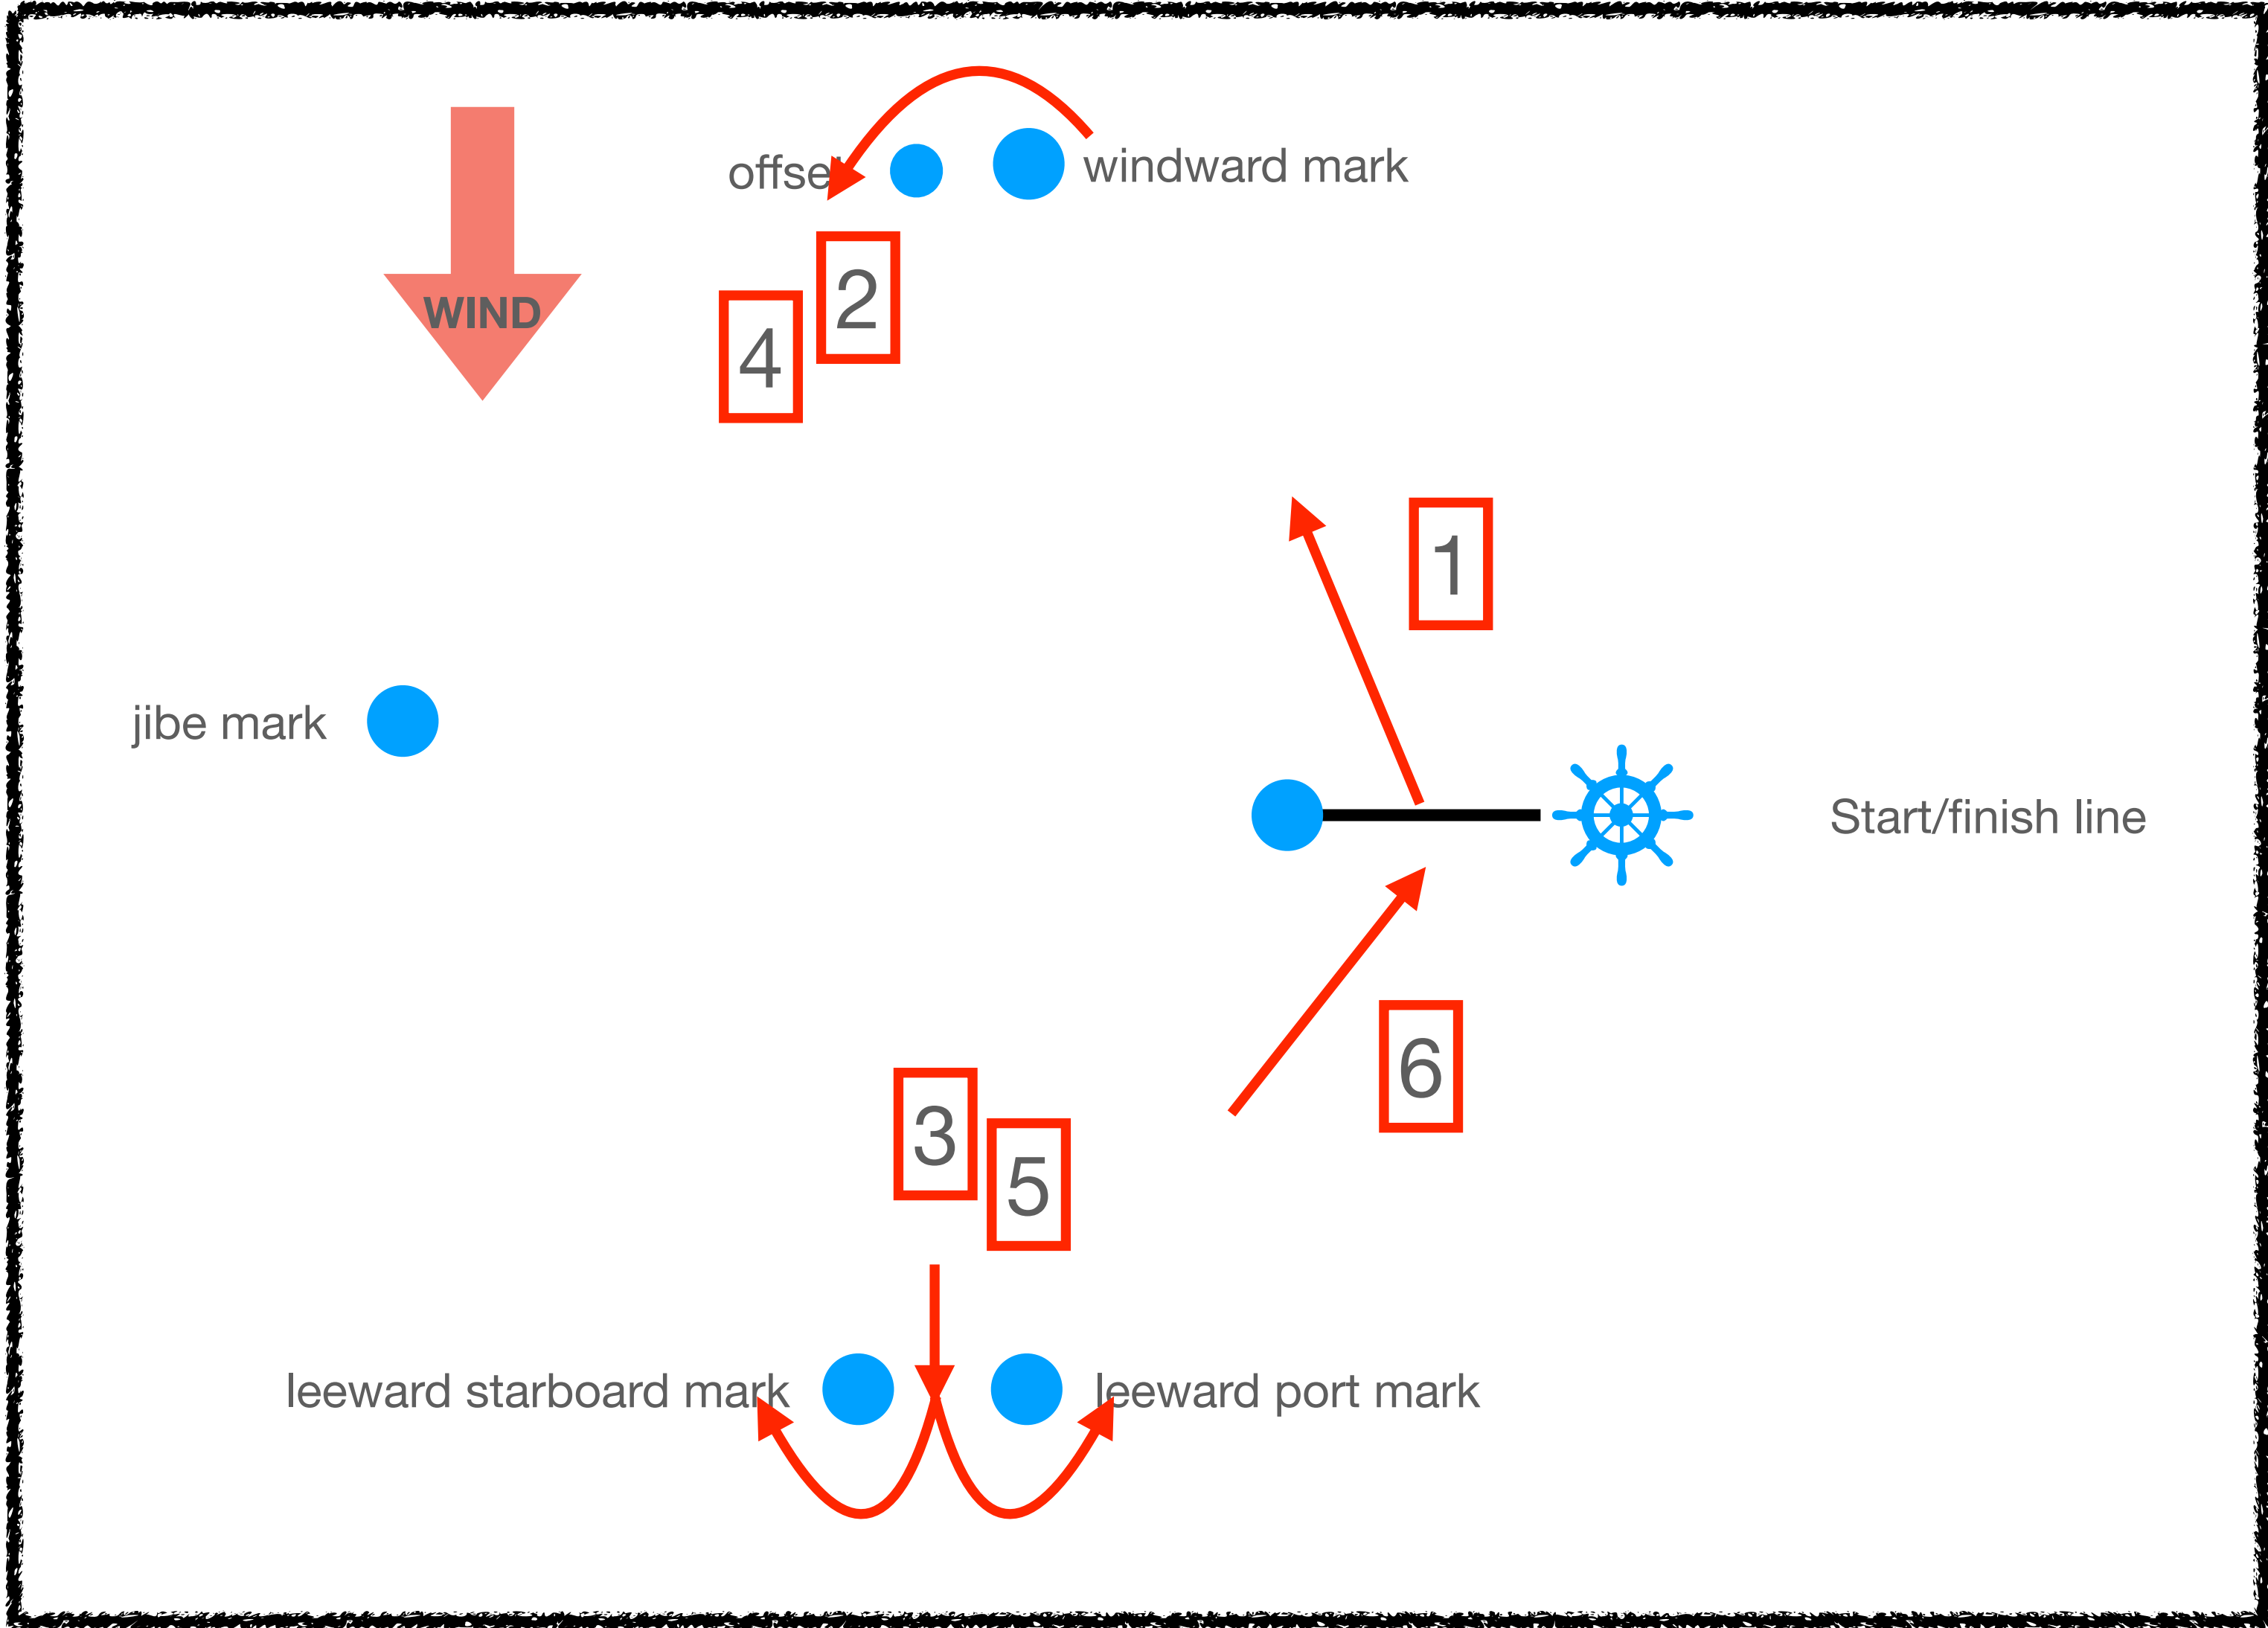 offset
windward mark
WIND
2
4
1
jibe mark
Start/finish line
6
3
5
leeward starboard mark
leeward port mark